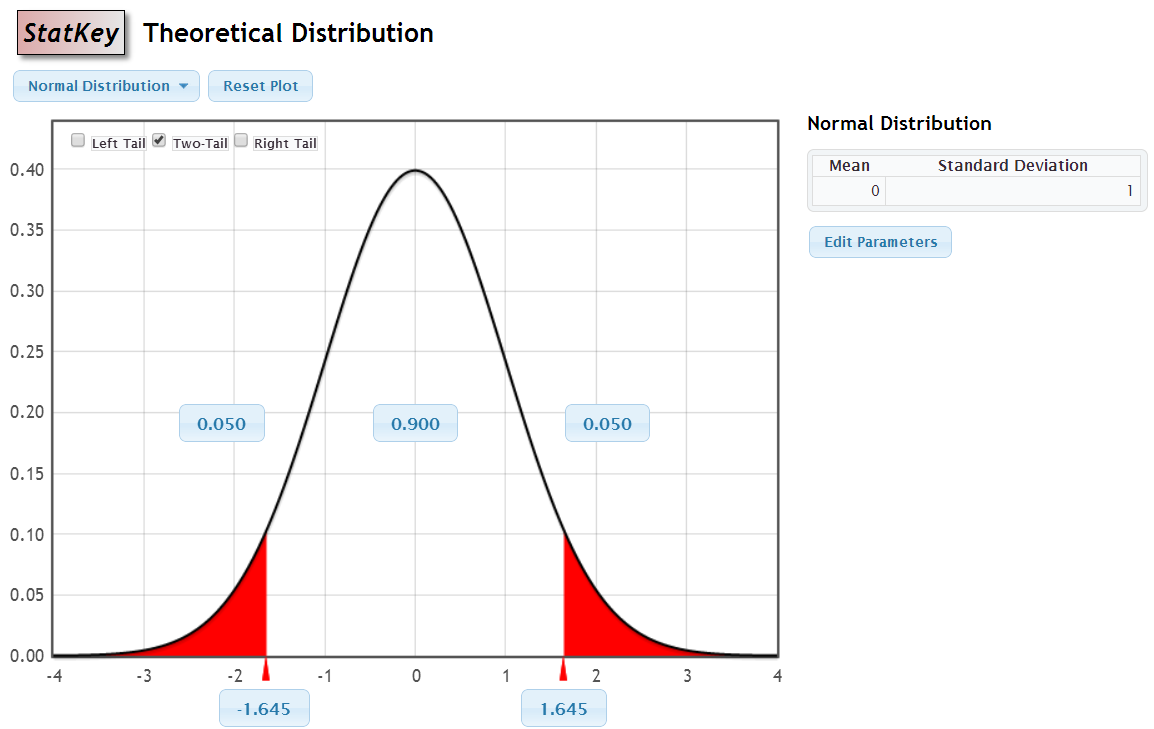 StatKey Theoretical Distribution
Normal Distribution Reset Plot
Left Tail Two-Tail Right Tail
0.40
0.35
0.30
0.25
0.20
0.15
0.10
0.05
0.00
0.050 0.900 0.050
-4 -3 -2 -1 0 1 2 3 4
-1.645 1.645
Normal Distribution
Mean Standard Deviation
0 1
Edit Parameters